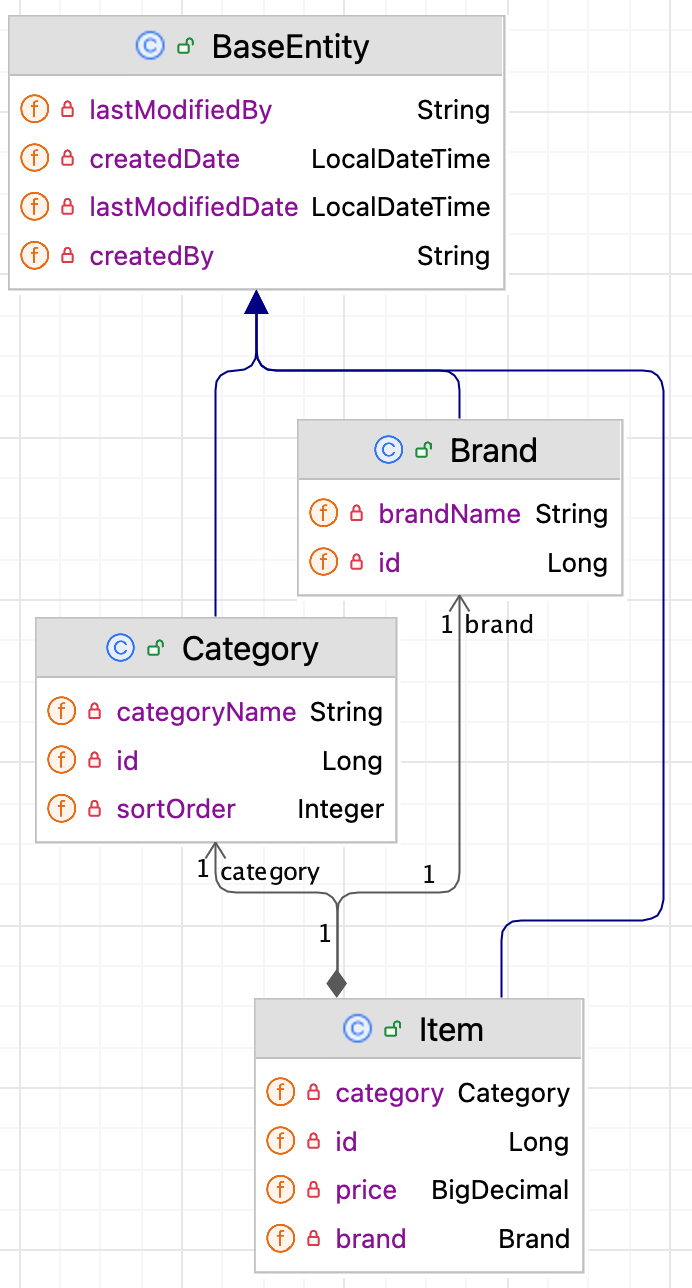 BaseEntity
lastModifiedBy String
createdDate LocalDateTime
lastModifiedDate LocalDateTime
createdBy String
Brand
brandName String
id Long
1 brand
Category
categoryName String
id Long
sortOrder Integer
1 category
1
1
Item
category Category
id Long
price BigDecimal
brand Brand